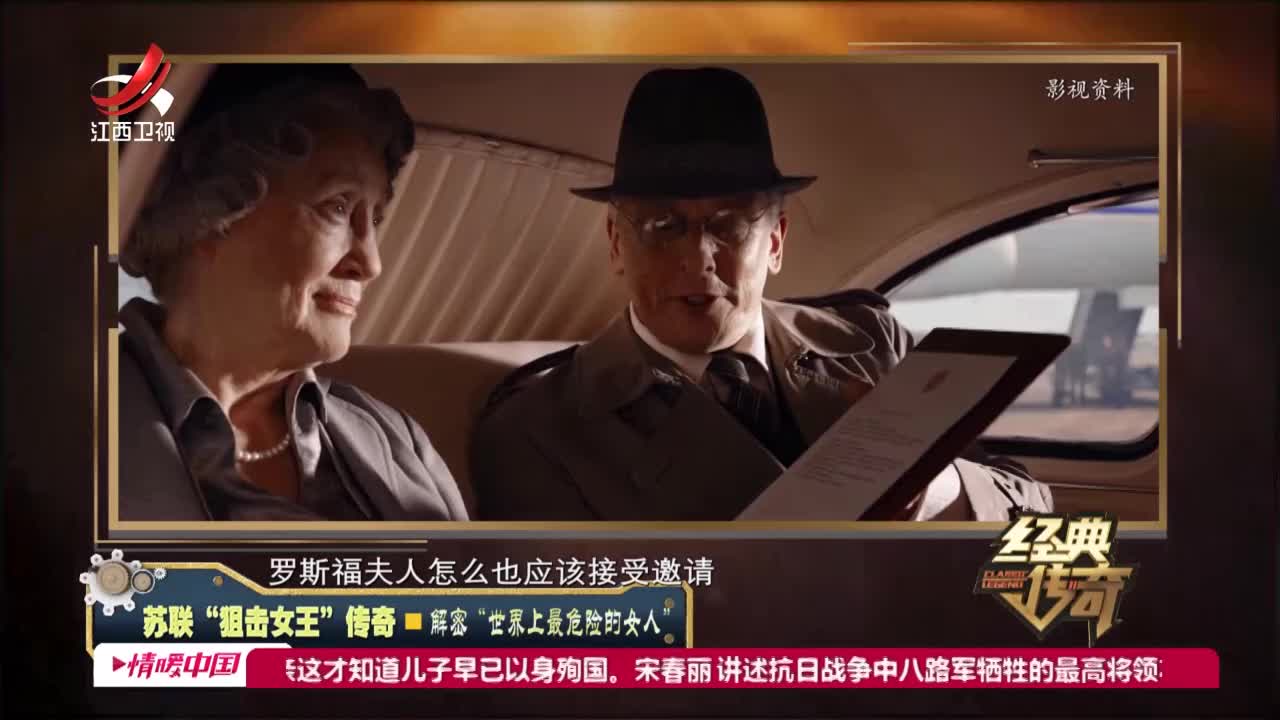 影视资料
江西卫视
罗斯福夫人怎么也应该接受邀请
经典传奇
CLASSIC LEGEND
苏联“狙击女王”传奇 解密“世界上最危险的女人”
情暖中国
亲这才知道儿子早已以身殉国。宋春丽讲述抗日战争中八路军牺牲的最高将领